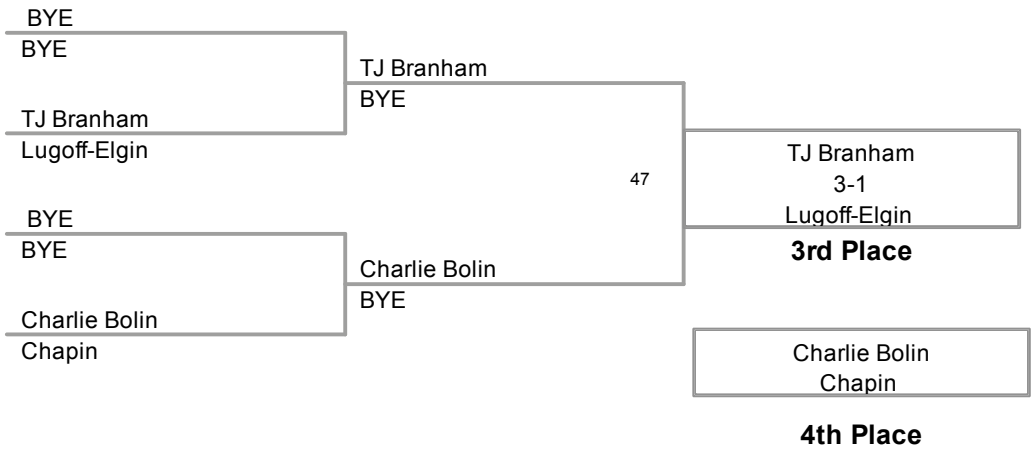 BYE
BYE
TJ Branham
BYE
TJ Branham
Lugoff-Elgin
TJ Branham
3-1
Lugoff-Elgin
47
BYE
BYE
3rd Place
Charlie Bolin
BYE
Charlie Bolin
Chapin
Charlie Bolin
Chapin
4th Place